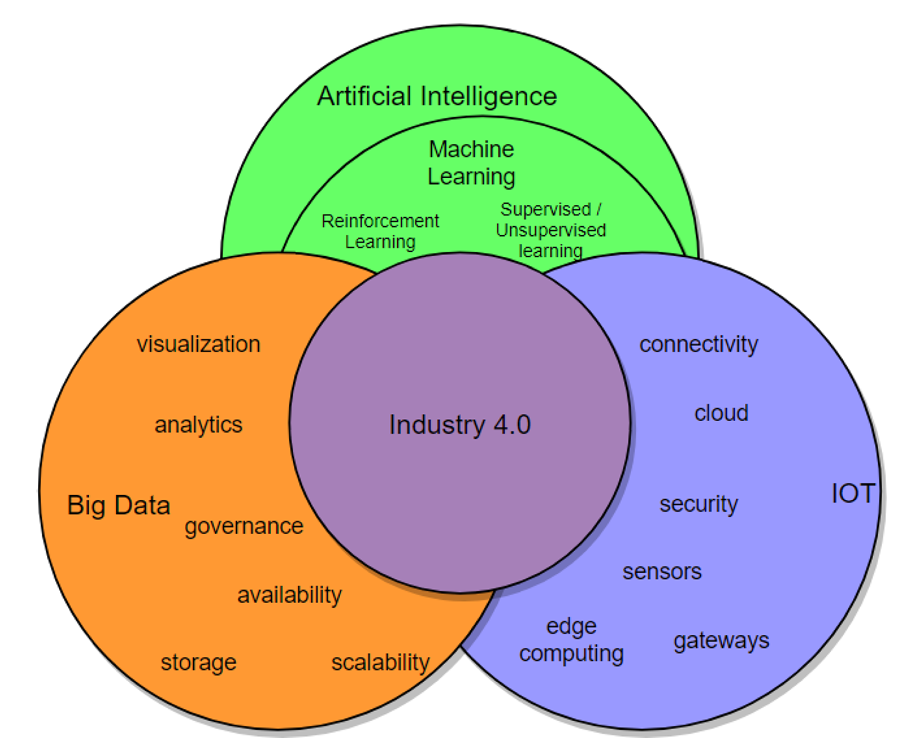 Artificial Intelligence
Machine
Learning
Reinforcement
Learning
Supervised /
Unsupervised
learning
visualization
analytics
Big Data
governance
availability
storage
scalability
Industry 4.0
connectivity
cloud
IOT
security
sensors
edge
computing
gateways